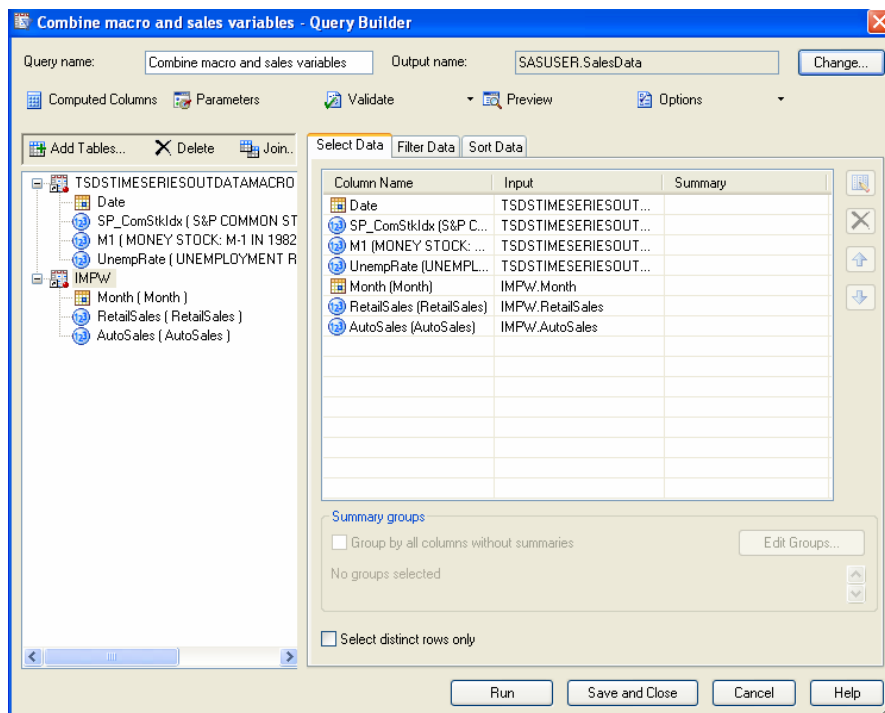 Combine macro and sales variables - Query Builder
Query name: Combine macro and sales variables Output name: SASUSER.SalesData Change...
Computed Columns Parameters Validate Preview Options
Add Tables... Delete Join..
Select Data Filter Data Sort Data
TSDSTIMESERIESOUTDATAMACRO
Date
SP_ComStkIdx ( S&P COMMON ST
M1 ( MONEY STOCK: M-1 IN 1982
UnempRate ( UNEMPLOYMENT R
IMPW
Month ( Month )
RetailSales ( RetailSales )
AutoSales ( AutoSales )
Column Name Input Summary
Date TSDSTIMESERIESOUT...
SP_ComStkIdx (S&P C... TSDSTIMESERIESOUT...
M1 (MONEY STOCK: ... TSDSTIMESERIESOUT...
UnempRate (UNEMPL... TSDSTIMESERIESOUT...
Month (Month) IMPW.Month
RetailSales (RetailSales) IMPW.RetailSales
AutoSales (AutoSales) IMPW.AutoSales
Summary groups
Group by all columns without summaries Edit Groups...
No groups selected
Select distinct rows only
Run Save and Close Cancel Help